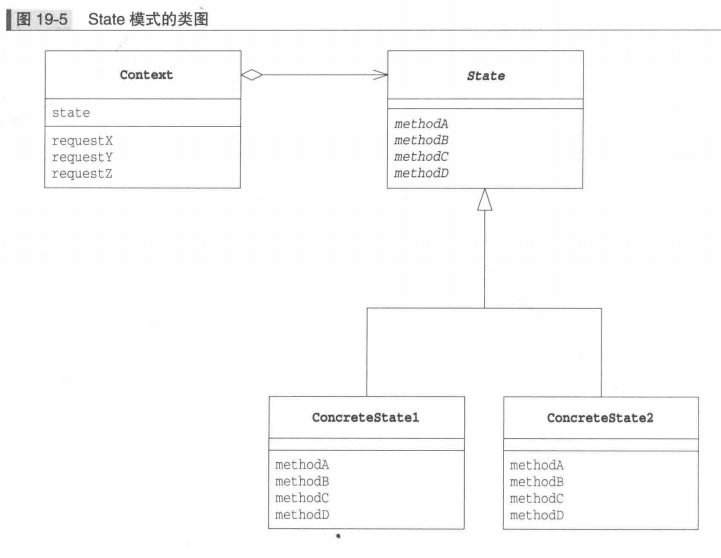 图 19-5 State 模式的类图
Context
state
requestX
requestY
requestZ
State
methodA
methodB
methodC
methodD
ConcreteState1
methodA
methodB
methodC
methodD
ConcreteState2
methodA
methodB
methodC
methodD